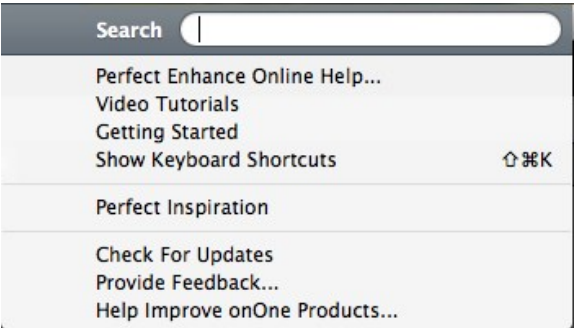 Search
Perfect Enhance Online Help...
Video Tutorials
Getting Started
Show Keyboard Shortcuts ⇧⌘K
Perfect Inspiration
Check For Updates
Provide Feedback...
Help Improve onOne Products...